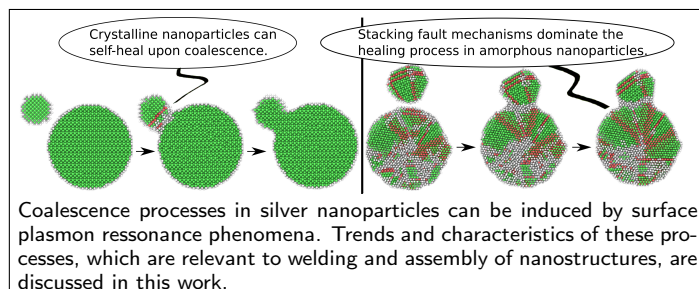 Crystalline nanoparticles can
self-heal upon coalescence.
Stacking fault mechanisms dominate the
healing process in amorphous nanoparticles.
Coalescence processes in silver nanoparticles can be induced by surface
plasmon ressonance phenomena. Trends and characteristics of these pro-
cesses, which are relevant to welding and assembly of nanostructures, are
discussed in this work.